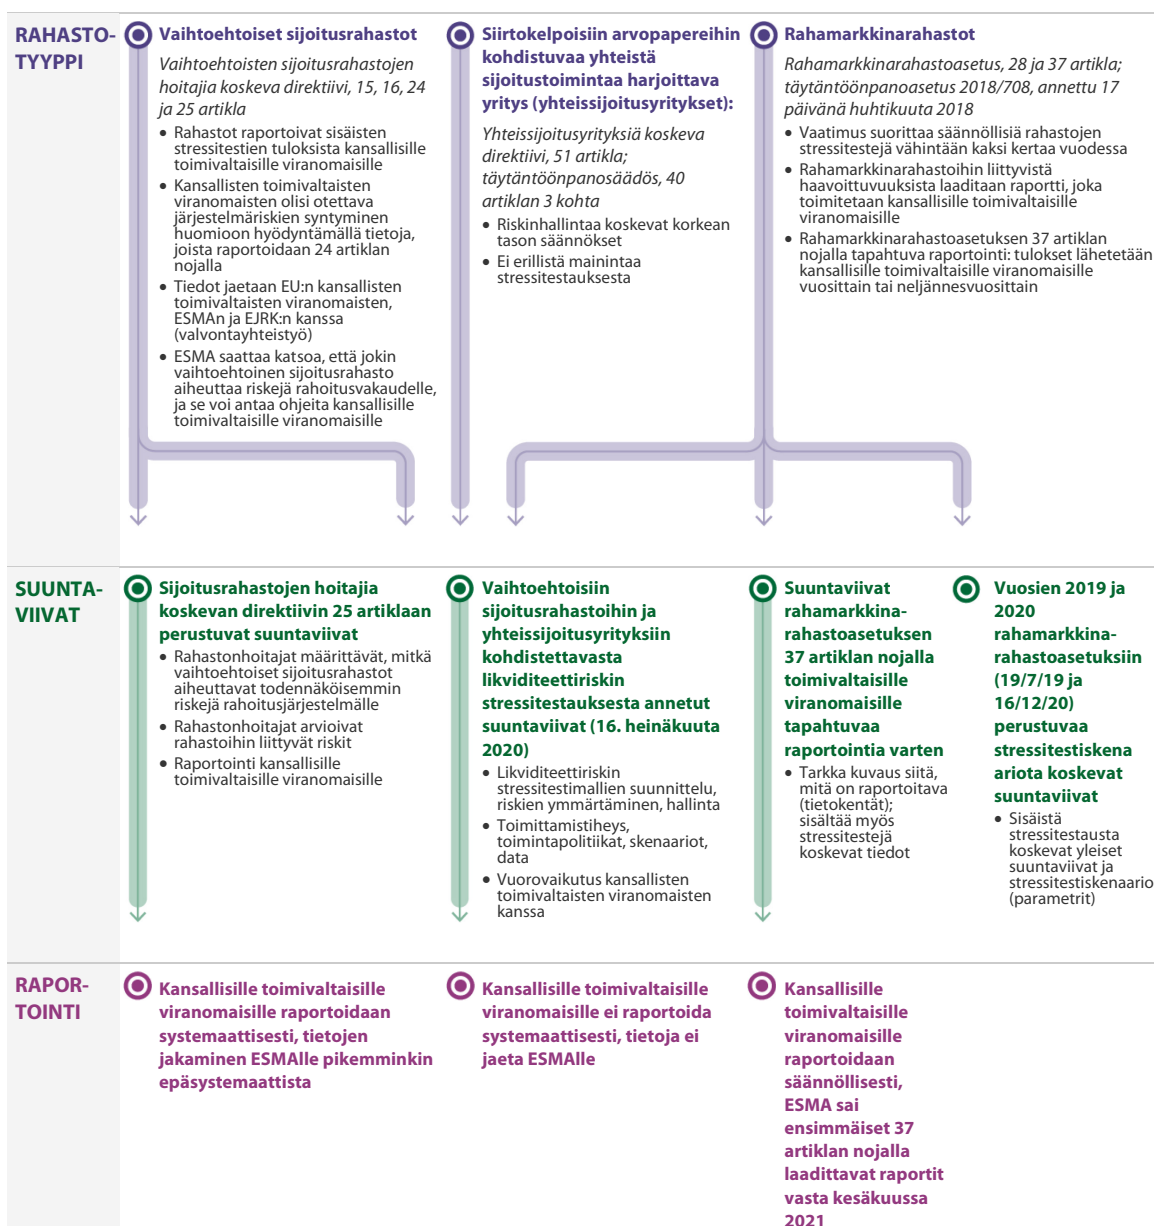 RAHASTO-
TYYPPI
Vaihtoehtoiset sijoitusrahastot
Vaihtoehtoisten sijoitusrahastojen
hoitajia koskeva direktiivi, 15, 16, 24
ja 25 artikla
• Rahastot raportoivat sisäisten
stressitestien tuloksista kansallisille
toimivaltaisille viranomaisille
• Kansallisten toimivaltaisten
viranomaisten olisi otettava
järjestelmäriskien syntyminen
huomioon hyödyntämällä tietoja,
joista raportoidaan 24 artiklan
nojalla
• Tiedot jaetaan EU:n kansallisten
toimivaltaisten viranomaisten,
ESMAn ja EJRK:n kanssa
(valvontayhteistyö)
• ESMA saattaa katsoa, että jokin
vaihtoehtoinen sijoitusrahasto
aiheuttaa riskejä rahoitusvakaudelle,
ja se voi antaa ohjeita kansallisille
toimivaltaisille viranomaisille
Siirtokelpoisiin arvopapereihin
kohdistuvaa yhteistä
sijoitustoimintaa harjoittava
yritys (yhteissijoitusyritykset):
Yhteissijoitusyrityksiä koskeva
direktiivi, 51 artikla;
täytäntöönpanosäädös, 40
artiklan 3 kohta
• Riskinhallintaa koskevat korkean
tason säännökset
• Ei erillistä mainintaa
stressitestauksesta
Rahamarkkinarahastot
Rahamarkkinarahastoasetus, 28 ja 37 artikla;
täytäntöönpanoasetus 2018/708, annettu 17
päivänä huhtikuuta 2018
• Vaatimus suorittaa säännöllisiä rahastojen
stressitestejä vähintään kaksi kertaa vuodessa
• Rahamarkkinarahastoihin liittyvistä
haavoittuvuuksista laaditaan raportti, joka
toimitetaan kansallisille toimivaltaisille
viranomaisille
• Rahamarkkinarahastoasetuksen 37 artiklan
nojalla tapahtuva raportointi: tulokset lähetetään
kansallisille toimivaltaisille viranomaisille
vuosittain tai neljännesvuosittain
SUUNTA-
VIIVAT
Sijoitusrahastojen hoitajia
koskevan direktiivin 25 artiklaan
perustuvat suuntaviivat
• Rahastonhoitajat määrittävät, mitkä
vaihtoehtoiset sijoitusrahastot
aiheuttavat todennäköisemmin
riskejä rahoitusjärjestelmälle
• Rahastonhoitajat arvioivat
rahastoihin liittyvät riskit
• Raportointi kansallisille
toimivaltaisille viranomaisille
Vaihtoehtoisiin
sijoitusrahastoihin ja
yhteissijoitusyrityksiin
kohdistettavasta
likviditeettiriskin
stressitestauksesta annetut
suuntaviivat (16. heinäkuuta
2020)
• Likviditeettiriskin
stressitestimallien suunnittelu,
riskien ymmärtäminen, hallinta
• Toimittamistiheys,
toimintapolitiikat, skenaariot,
data
• Vuorovaikutus kansallisten
toimivaltaisten viranomaisten
kanssa
Suuntaviivat
rahamarkkina-
rahastoasetuksen
37 artiklan nojalla
toimivaltaisille
viranomaisille
tapahtuvaa
raportointia varten
• Tarkka kuvaus siitä,
mitä on raportoitava
(tietokentät);
sisältää myös
stressitestejä
koskevat tiedot
Vuosien 2019 ja
2020
rahamarkkina-
rahastoasetuksiin
(19/7/19 ja
16/12/20)
perustuvaa
stressitestiskena
ariota koskevat
suuntaviivat
• Sisäistä
stressitestausta
koskevat yleiset
suuntaviivat ja
stressitestiskenaario
(parametrit)
RAPOR-
TOINTI
Kansallisille toimivaltaisille
viranomaisille raportoidaan
systemaattisesti, tietojen
jakaminen ESMAlle pikemminkin
epäsystemaattista
Kansallisille toimivaltaisille
viranomaisille ei raportoida
systemaattisesti, tietoja ei
jaeta ESMAlle
Kansallisille
toimivaltaisille
viranomaisille
raportoidaan
säännöllisesti,
ESMA sai
ensimmäiset 37
artiklan nojalla
laadittavat raportit
vasta kesäkuussa
2021